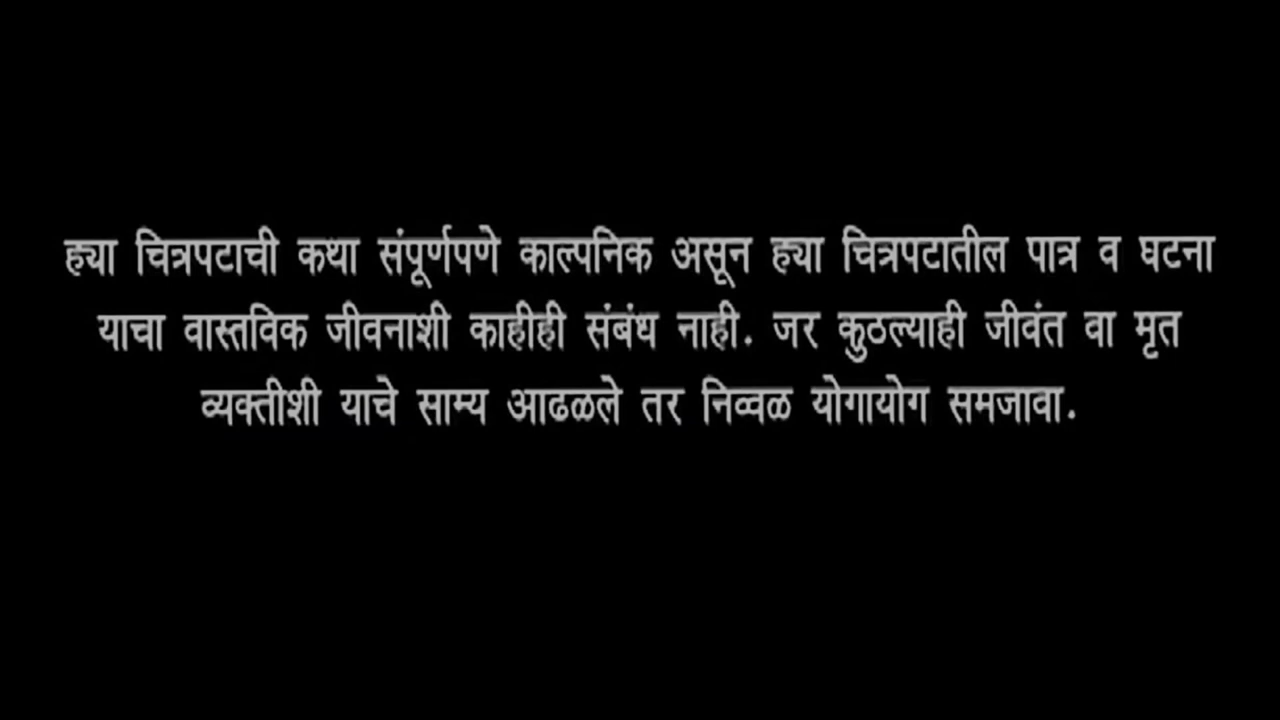 ह्या चित्रपटाची कथा संपूर्णपणे काल्पनिक असून ह्या चित्रपटातील पात्र व घटना
याचा वास्तविक जीवनाशी काहीही संबंध नाही. जर कुठल्याही जीवंत वा मृत
व्यक्तीशी याचे साम्य आढळले तर निव्वळ योगायोग समजावा.